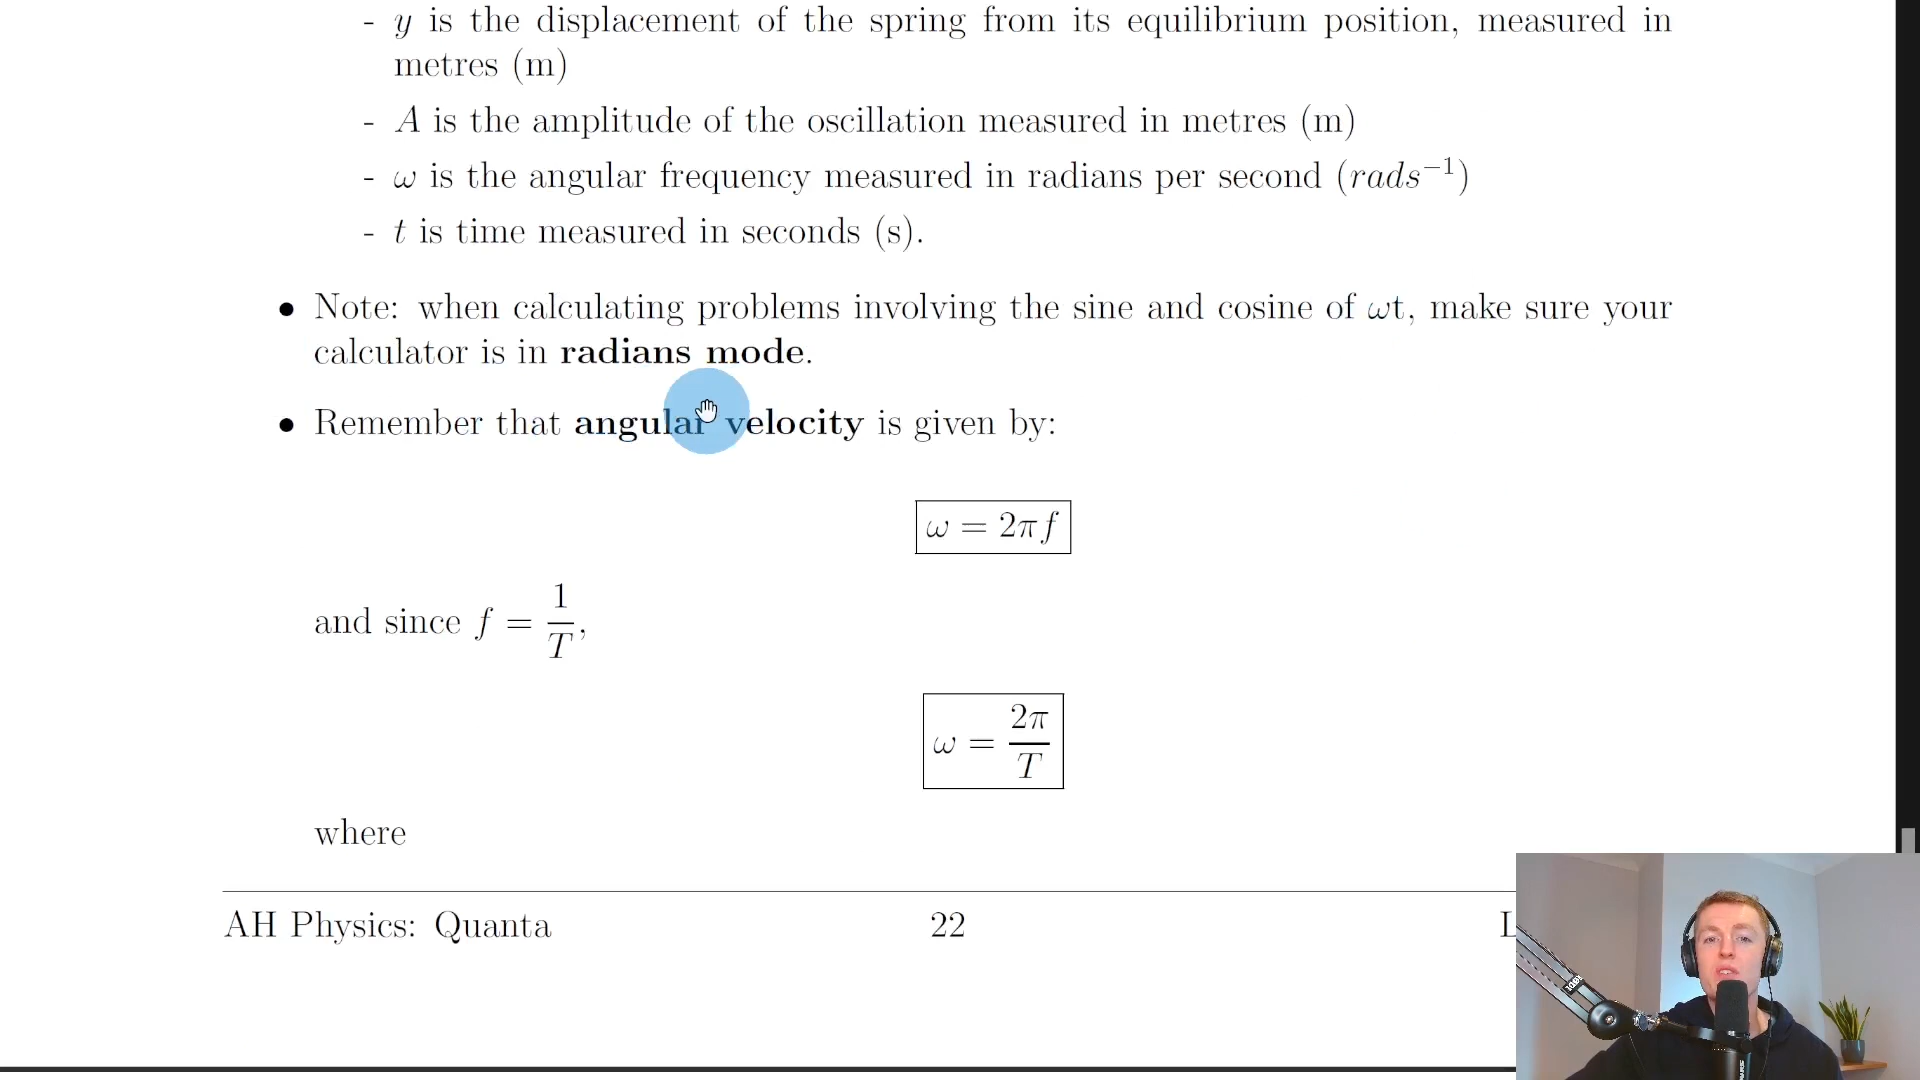 - y is the displacement of the spring from its equilibrium position, measured in
metres (m)
- A is the amplitude of the oscillation measured in metres (m)
- ω is the angular frequency measured in radians per second (rads⁻¹)
- t is time measured in seconds (s).
• Note: when calculating problems involving the sine and cosine of ωt, make sure your
calculator is in radians mode.
• Remember that angular velocity is given by:
ω = 2πf
and since f = 1/T,
ω = 2π/T
where
AH Physics: Quanta 22